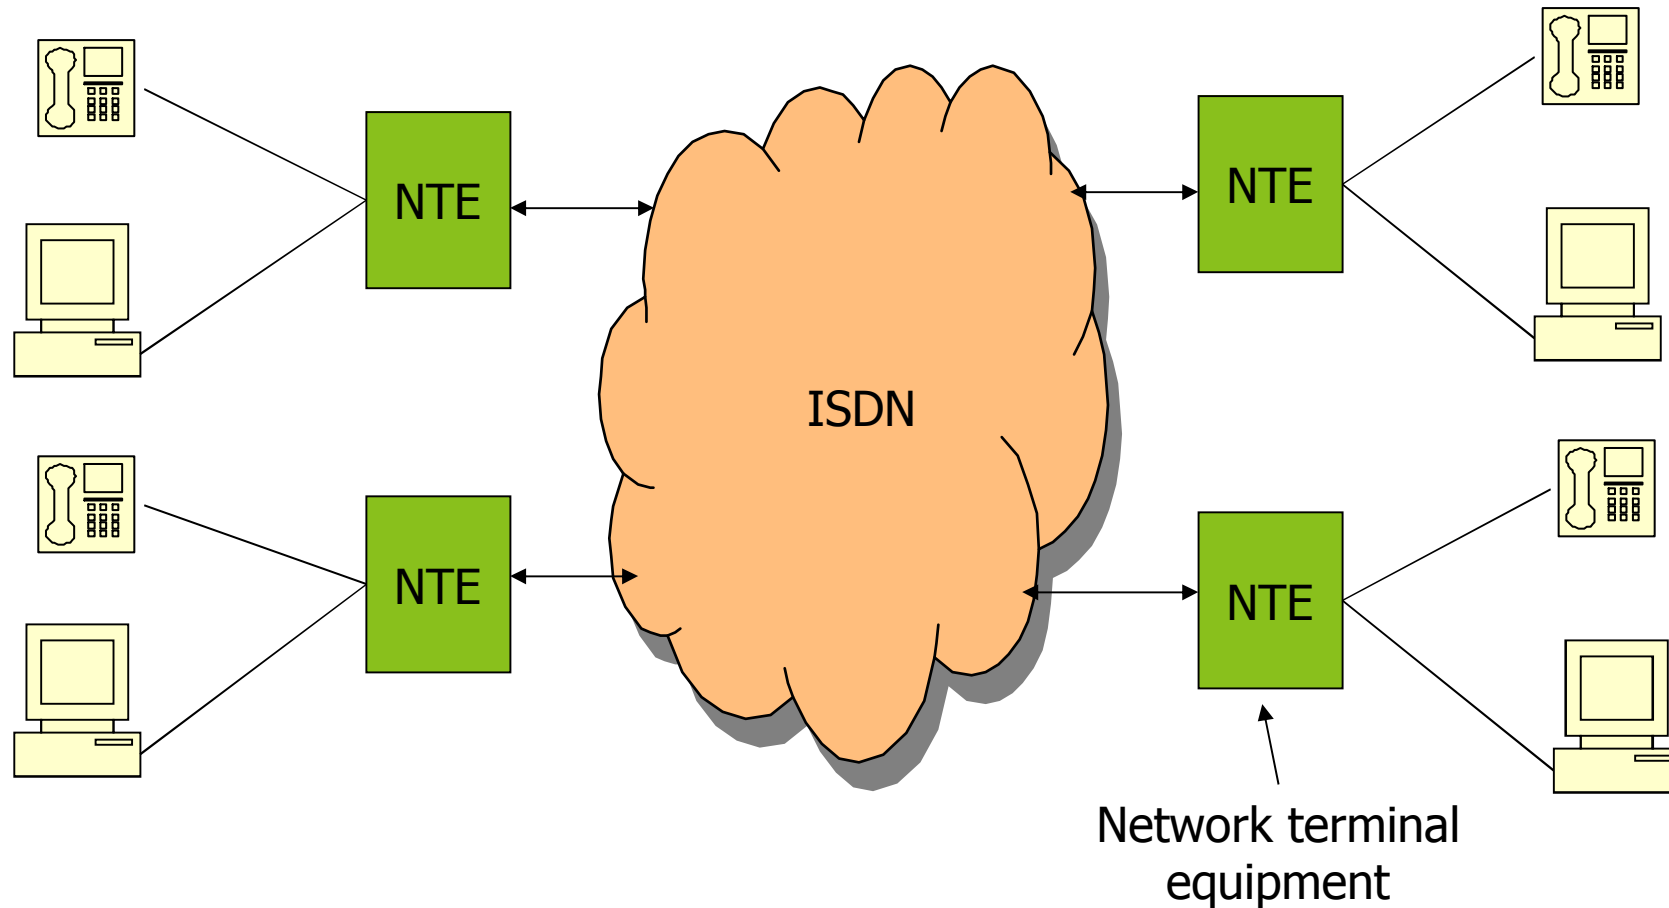 NTE
NTE
ISDN
NTE
NTE
Network terminal
equipment